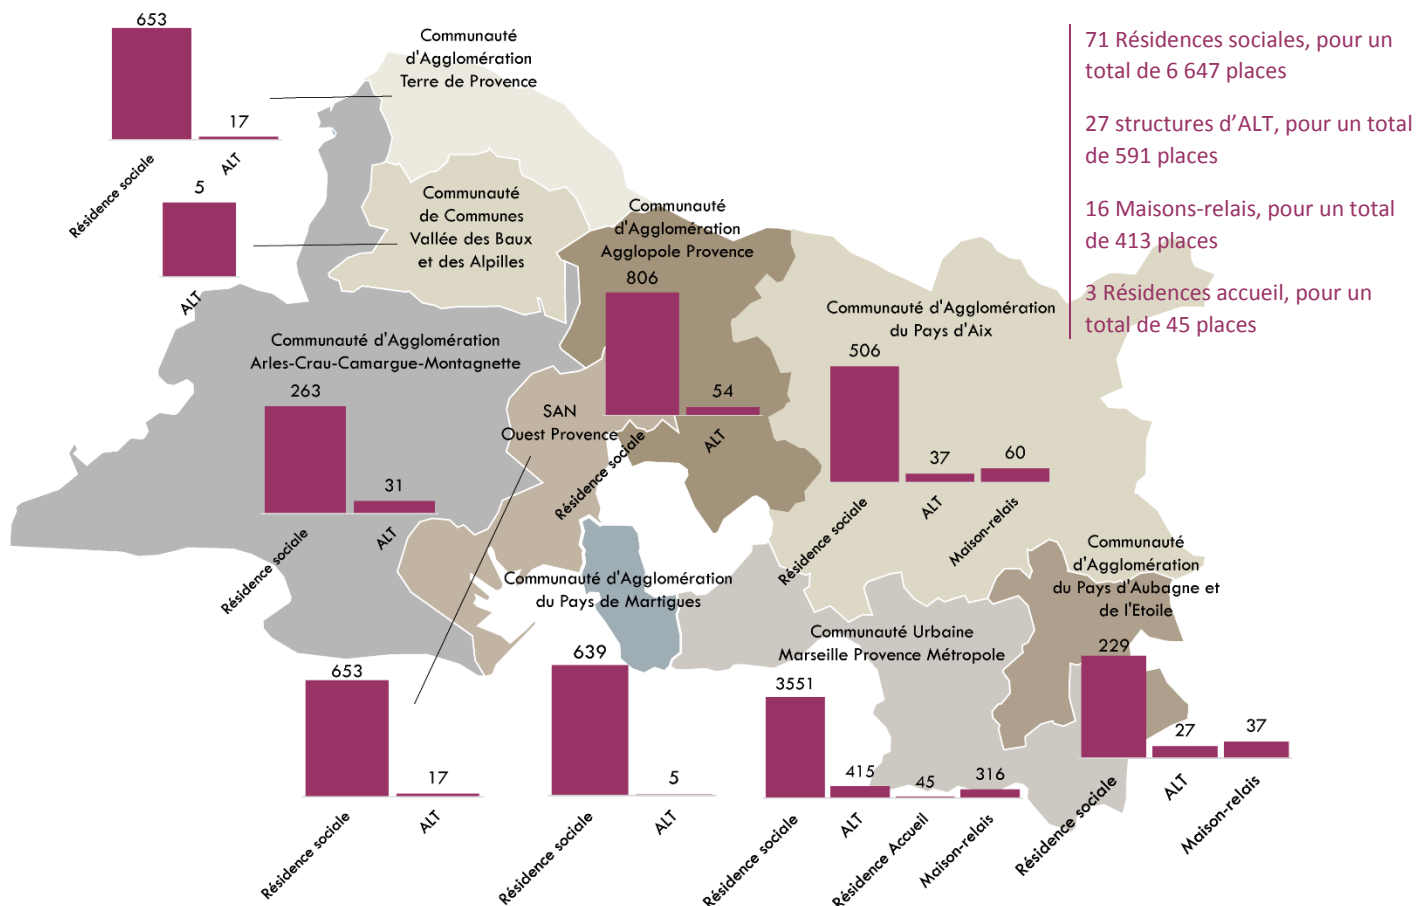 653
17
Résidence sociale
ALT
Communauté
d'Agglomération
Terre de Provence
5
ALT
Communauté
de Communes
Vallée des Baux
et des Alpilles
Communauté
d'Agglomération
Agglopole Provence
806
54
Résidence sociale
ALT
71 Résidences sociales, pour un
total de 6 647 places
27 structures d’ALT, pour un total
de 591 places
16 Maisons-relais, pour un total
de 413 places
3 Résidences accueil, pour un
total de 45 places
Communauté d'Agglomération
du Pays d'Aix
506
37
60
Résidence sociale
ALT
Maison-relais
Communauté d'Agglomération
Arles-Crau-Camargue-Montagnette
263
31
Résidence sociale
ALT
SAN
Ouest Provence
653
17
Résidence sociale
ALT
Communauté d'Agglomération
du Pays de Martigues
639
5
Résidence sociale
ALT
Communauté Urbaine
Marseille Provence Métropole
3551
415
45
316
Résidence sociale
ALT
Résidence Accueil
Maison-relais
Communauté
d'Agglomération
du Pays d'Aubagne et
de l'Etoile
229
27
37
Résidence sociale
ALT
Maison-relais